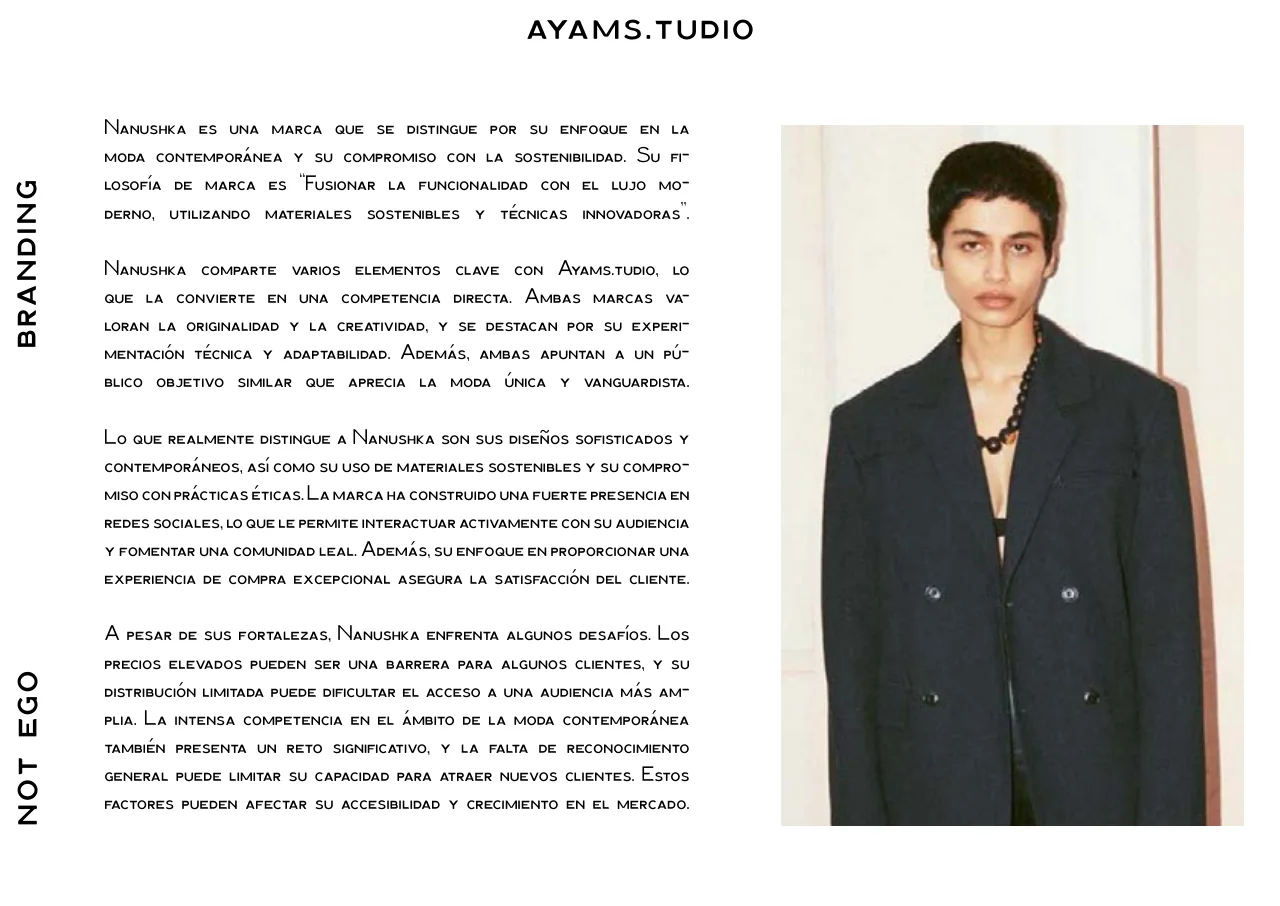 AYAMS.TUDIO
BRANDING
NOT EGO
Nanushka es una marca que se distingue por su enfoque en la
moda contemporánea y su compromiso con la sostenibilidad. Su fi-
losofía de marca es “Fusionar la funcionalidad con el lujo mo-
derno, utilizando materiales sostenibles y técnicas innovadoras”.
Nanushka comparte varios elementos clave con Ayams.tudio, lo
que la convierte en una competencia directa. Ambas marcas va-
loran la originalidad y la creatividad, y se destacan por su experi-
mentación técnica y adaptabilidad. Además, ambas apuntan a un pú-
blico objetivo similar que aprecia la moda única y vanguardista.
Lo que realmente distingue a Nanushka son sus diseños sofisticados y
contemporáneos, así como su uso de materiales sostenibles y su compro-
miso con prácticas éticas. La marca ha construido una fuerte presencia en
redes sociales, lo que le permite interactuar activamente con su audiencia
y fomentar una comunidad leal. Además, su enfoque en proporcionar una
experiencia de compra excepcional asegura la satisfacción del cliente.
A pesar de sus fortalezas, Nanushka enfrenta algunos desafíos. Los
precios elevados pueden ser una barrera para algunos clientes, y su
distribución limitada puede dificultar el acceso a una audiencia más am-
plia. La intensa competencia en el ámbito de la moda contemporánea
también presenta un reto significativo, y la falta de reconocimiento
general puede limitar su capacidad para atraer nuevos clientes. Estos
factores pueden afectar su accesibilidad y crecimiento en el mercado.